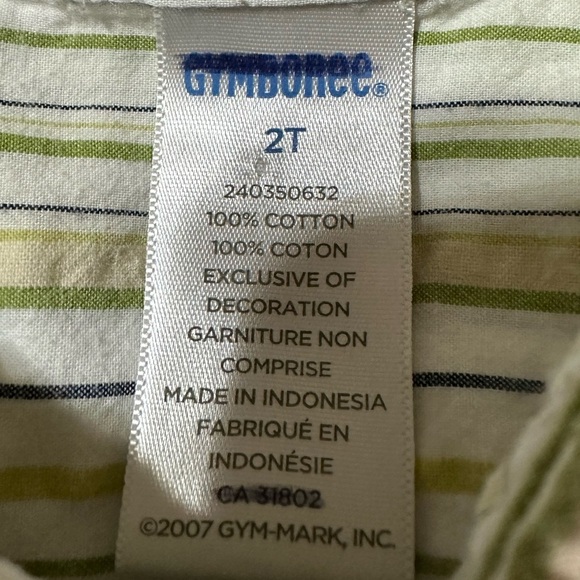 GYMBOREE®
2T
240350632
100% COTTON
100% COTON
EXCLUSIVE OF
DECORATION
GARNITURE NON
COMPRISE
MADE IN INDONESIA
FABRIQUÉ EN
INDONÉSIE
CA 31802
©2007 GYM-MARK, INC.